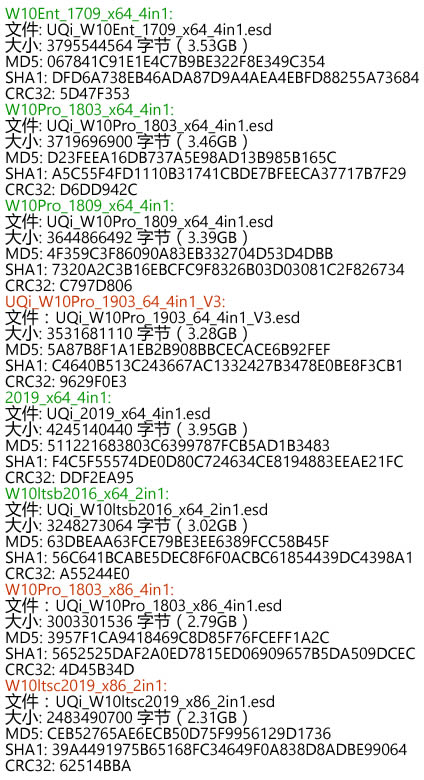 W10Ent_1709_x64_4in1:
文件: UQi_W10Ent_1709_x64_4in1.esd
大小: 3795544564 字节 ( 3.53GB )
MD5: 067841C91E1E4C7B9BE322F8E349C354
SHA1: DFD6A738EB46ADA87D9A4AEA4EBFD88255A73684
CRC32: 5D47F353
W10Pro_1803_x64_4in1:
文件: UQi_W10Pro_1803_x64_4in1.esd
大小: 3719696900 字节 ( 3.46GB )
MD5: D23FEEA16DB737A5E98AD13B985B165C
SHA1: A5C55F4FD1110B31741CBDE7BFEECA37717B7F29
CRC32: D6DD942C
W10Pro_1809_x64_4in1:
文件: UQi_W10Pro_1809_x64_4in1.esd
大小: 3644866492 字节 ( 3.39GB )
MD5: 4F359C3F86090A83EB332704D53D4DBB
SHA1: 7320A2C3B16EBCFC9F8326B03D03081C2F826734
CRC32: C797D806
UQi_W10Pro_1903_64_4in1_V3:
文件：UQi_W10Pro_1903_64_4in1_V3.esd
大小: 3531681110 字节 ( 3.28GB )
MD5: 5A87B8F1A1EB2B908BBCECACE6B92FEF
SHA1: C4640B513C243667AC1332427B3478E0BE8F3CB1
CRC32: 9629F0E3
2019_x64_4in1:
文件: UQi_2019_x64_4in1.esd
大小: 4245140440 字节 ( 3.95GB )
MD5: 511221683803C6399787FCB5AD1B3483
SHA1: F4C5F55574DE0D80C724634CE8194883EEAE21FC
CRC32: DDF2EA95
W10ltsb2016_x64_2in1:
文件: UQi_W10ltsb2016_x64_2in1.esd
大小: 3248273064 字节 ( 3.02GB )
MD5: 63DBEAA63FCE79BE3EE6389FCC58B45F
SHA1: 56C641BCABE5DEC8F6F0ACBC61854439DC4398A1
CRC32: A55244E0
W10Pro_1803_x86_4in1:
文件：UQi_W10Pro_1803_x86_4in1.esd
大小: 3003301536 字节 ( 2.79GB )
MD5: 3957F1CA9418469C8D85F76FCEFF1A2C
SHA1: 5652525DAF2A0ED7815ED06909657B5DA509DCEC
CRC32: 4D45B34D
W10ltsc2019_x86_2in1:
文件：UQi_W10ltsc2019_x86_2in1.esd
大小: 2483490700 字节 ( 2.31GB )
MD5: CEB52765AE6ECB50D75F9956129D1736
SHA1: 39A4491975B65168FC34649F0A838D8ADBE99064
CRC32: 62514BBA